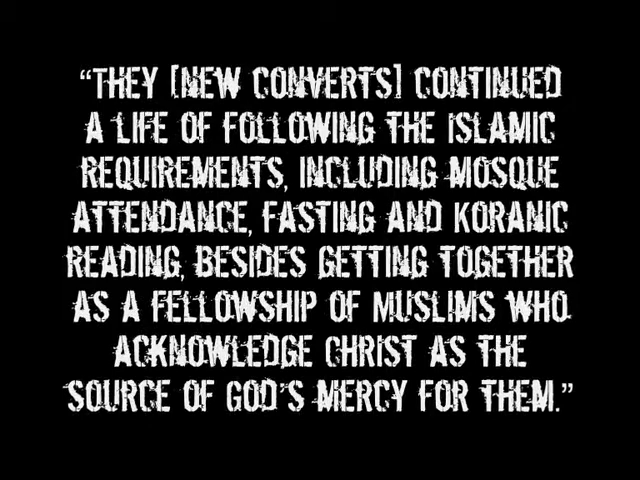 “THEY [NEW CONVERTS] CONTINUED
A LIFE OF FOLLOWING THE ISLAMIC
REQUIREMENTS, INCLUDING MOSQUE
ATTENDANCE, FASTING AND KORANIC
READING, BESIDES GETTING TOGETHER
AS A FELLOWSHIP OF MUSLIMS WHO
ACKNOWLEDGE CHRIST AS THE
SOURCE OF GOD’S MERCY FOR THEM.”